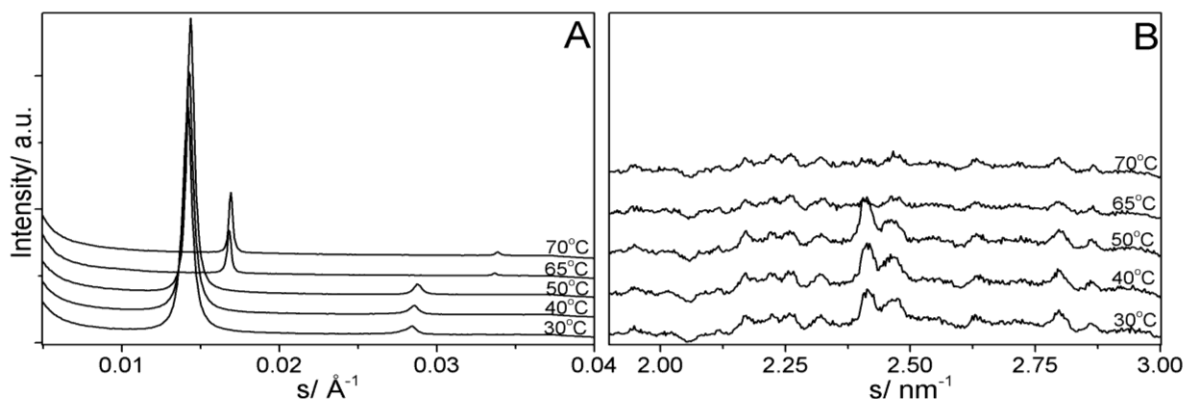 A
Intensity/ a.u.
70°C
65°C
50°C
40°C
30°C
0.01 0.02 0.03 0.04
s/ Å-1
B
70°C
65°C
50°C
40°C
30°C
2.00 2.25 2.50 2.75 3.00
s/ nm-1